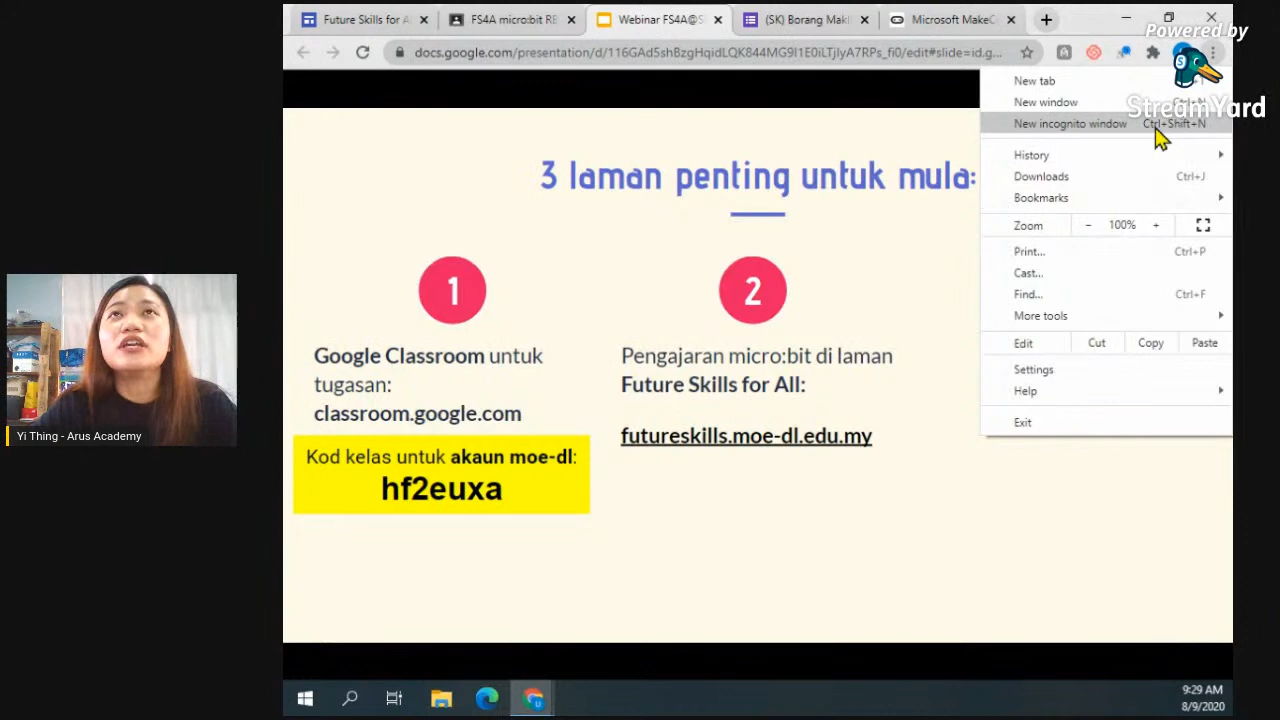 Future Skills for A
FS4A micro:bit RE
Webinar FS4A@S
(SK) Borang Mak
Microsoft MakeC
docs.google.com/presentation/d/116GAd5shBzgHqidLQK844MG9I1E0iLTjlyA7RPs_fi0/edit#slide=id.g...
Powered by
StreamYard
New tab
New window Ctrl+N
New incognito window Ctrl+Shift+N
History
Downloads Ctrl+J
Bookmarks
Zoom - 100% +
Print... Ctrl+P
Cast...
Find... Ctrl+F
More tools
Edit Cut Copy Paste
Settings
Help
Exit
3 laman penting untuk mula:
1
Google Classroom untuk
tugasan:
classroom.google.com
Kod kelas untuk akaun moe-dl:
hf2euxa
2
Pengajaran micro:bit di laman
Future Skills for All:
futureskills.moe-dl.edu.my
Yi Thing - Arus Academy
9:29 AM
8/9/2020